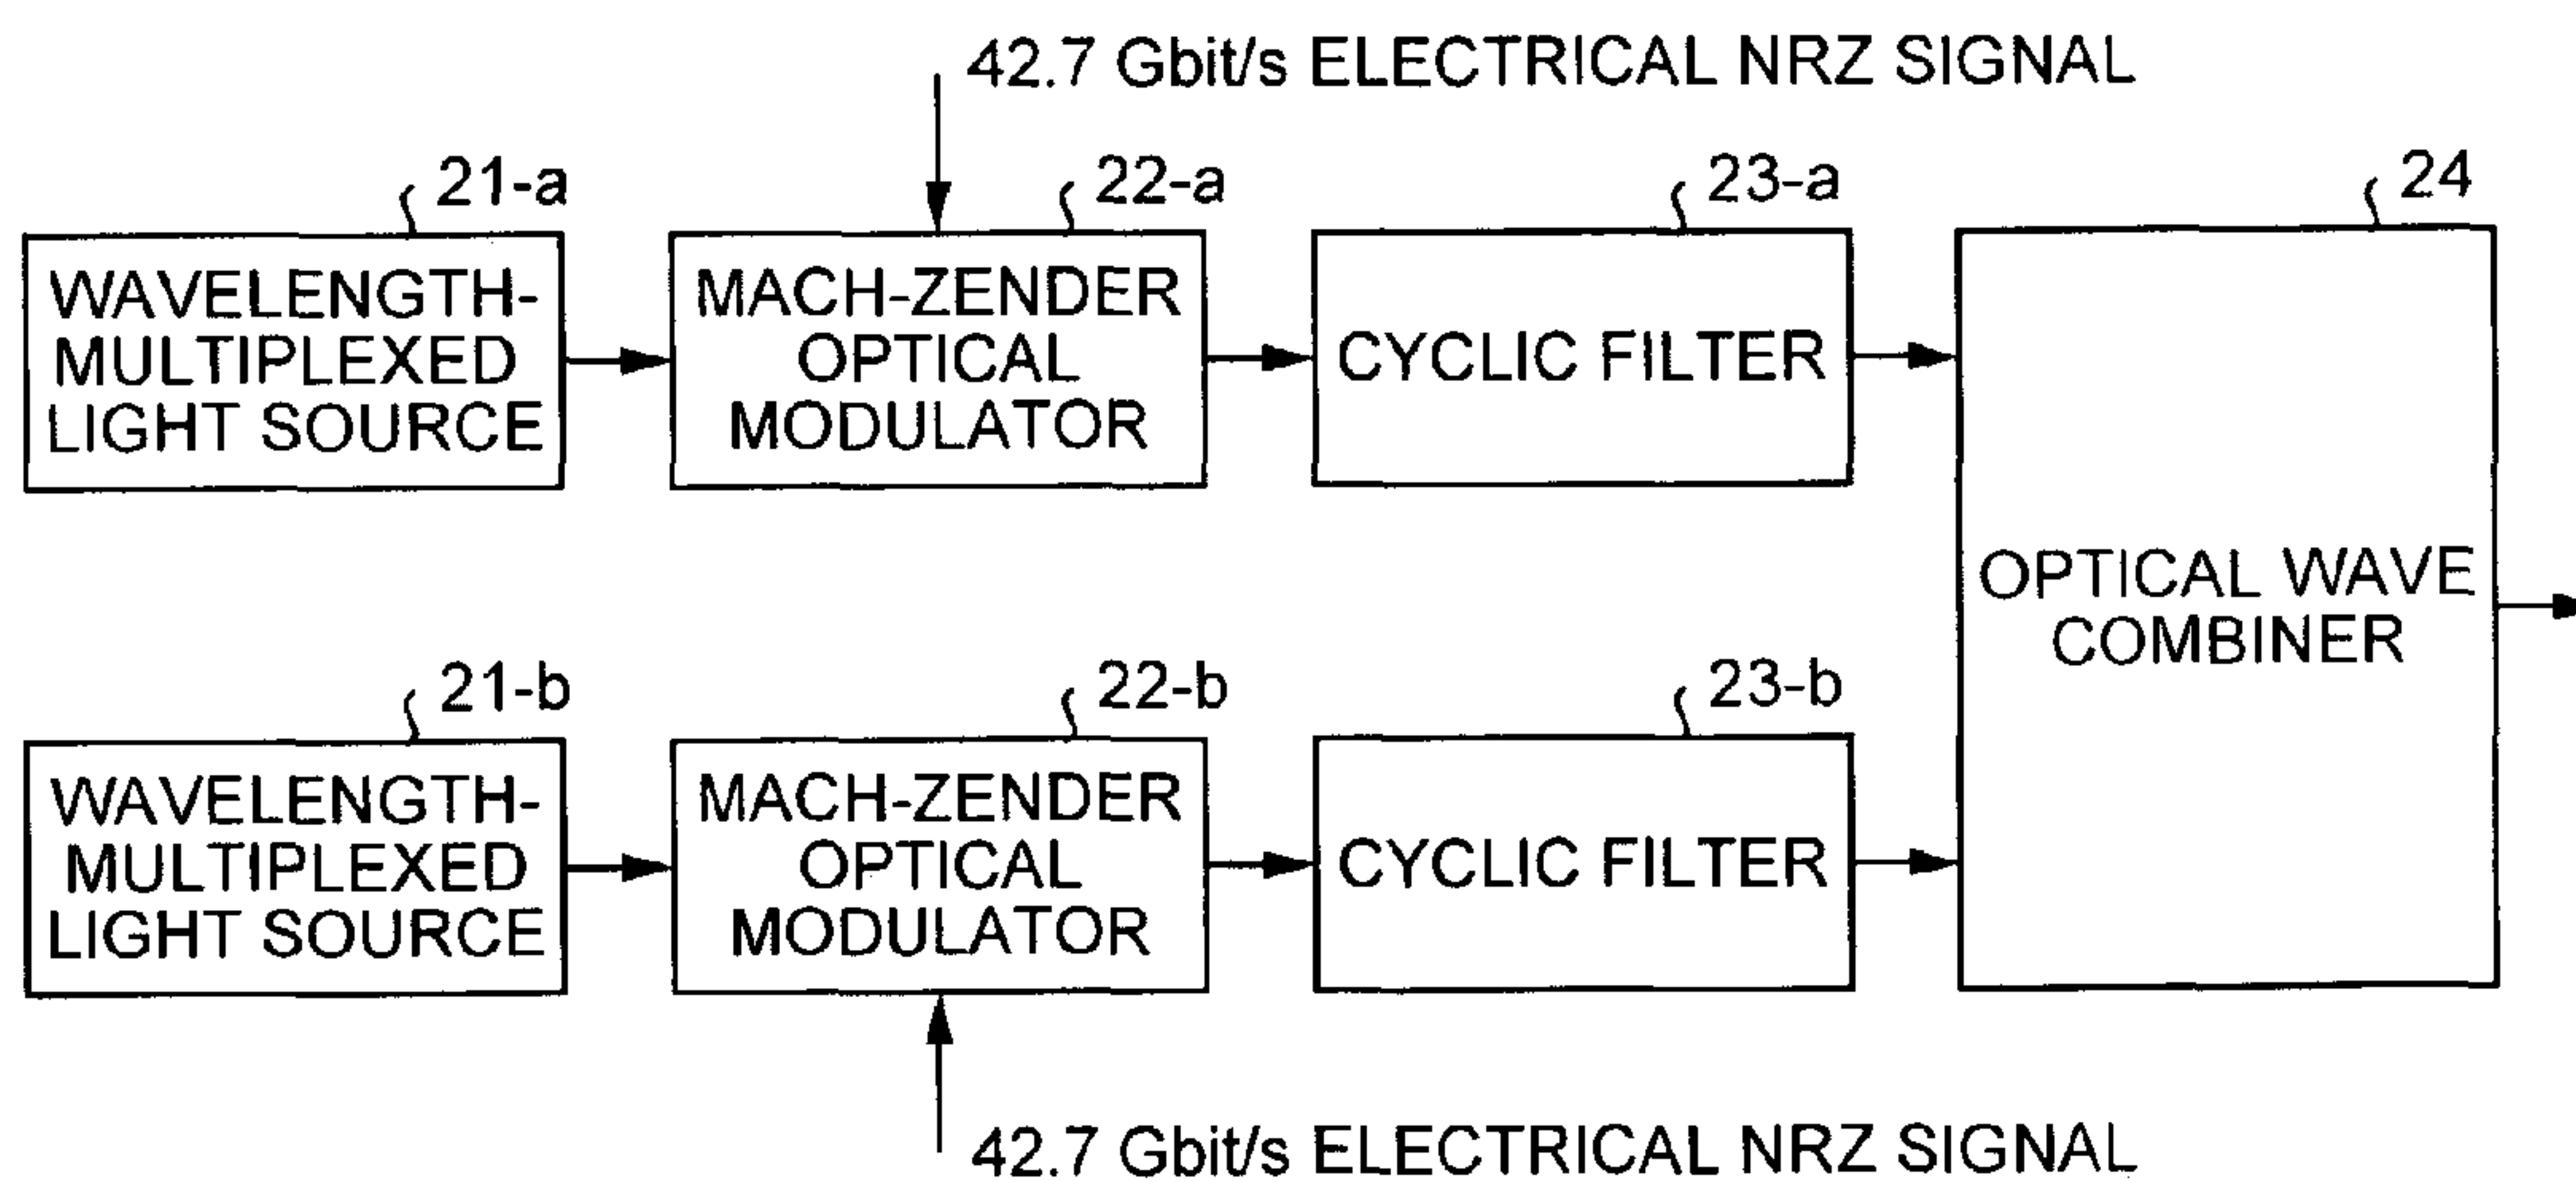 42.7 Gbit/s ELECTRICAL NRZ SIGNAL
21-a
22-a
23-a
24
WAVELENGTH-
MULTIPLEXED
LIGHT SOURCE
MACH-ZENDER
OPTICAL
MODULATOR
CYCLIC FILTER
OPTICAL WAVE
COMBINER
21-b
22-b
23-b
WAVELENGTH-
MULTIPLEXED
LIGHT SOURCE
MACH-ZENDER
OPTICAL
MODULATOR
CYCLIC FILTER
42.7 Gbit/s ELECTRICAL NRZ SIGNAL